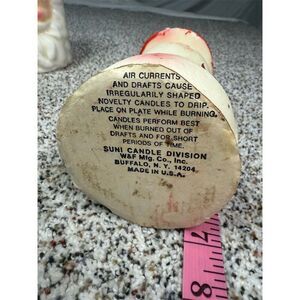 AIR CURRENTS
AND DRAFTS CAUSE
IRREGULARLY SHAPED
NOVELTY CANDLES TO DRIP.
PLACE ON PLATE WHILE BURNING.
CANDLES PERFORM BEST
WHEN BURNED OUT OF
DRAFTS AND FOR SHORT
PERIODS OF TIME.
SUNI CANDLE DIVISION
W&F Mfg. Co., Inc.
BUFFALO, N. Y. 14204
MADE IN U.S.A.
7
8